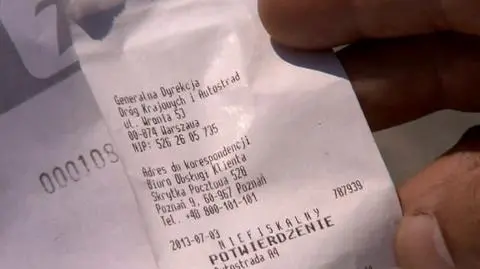 Generalna Dyrekcja
Dróg Krajowych i Autostrad
ul. Wronia 53
00-874 Warszawa
NIP: 526 26 05 735
Adres do korespondencji
Biuro Obsługi Klienta
Skrytka Pocztowa 520
Poznań 9, 60-967 Poznań
Tel. +48 800-101-101
2013-07-03
787939
NIEFISKALNY
POTWIERDZENIE
Autostrada A4